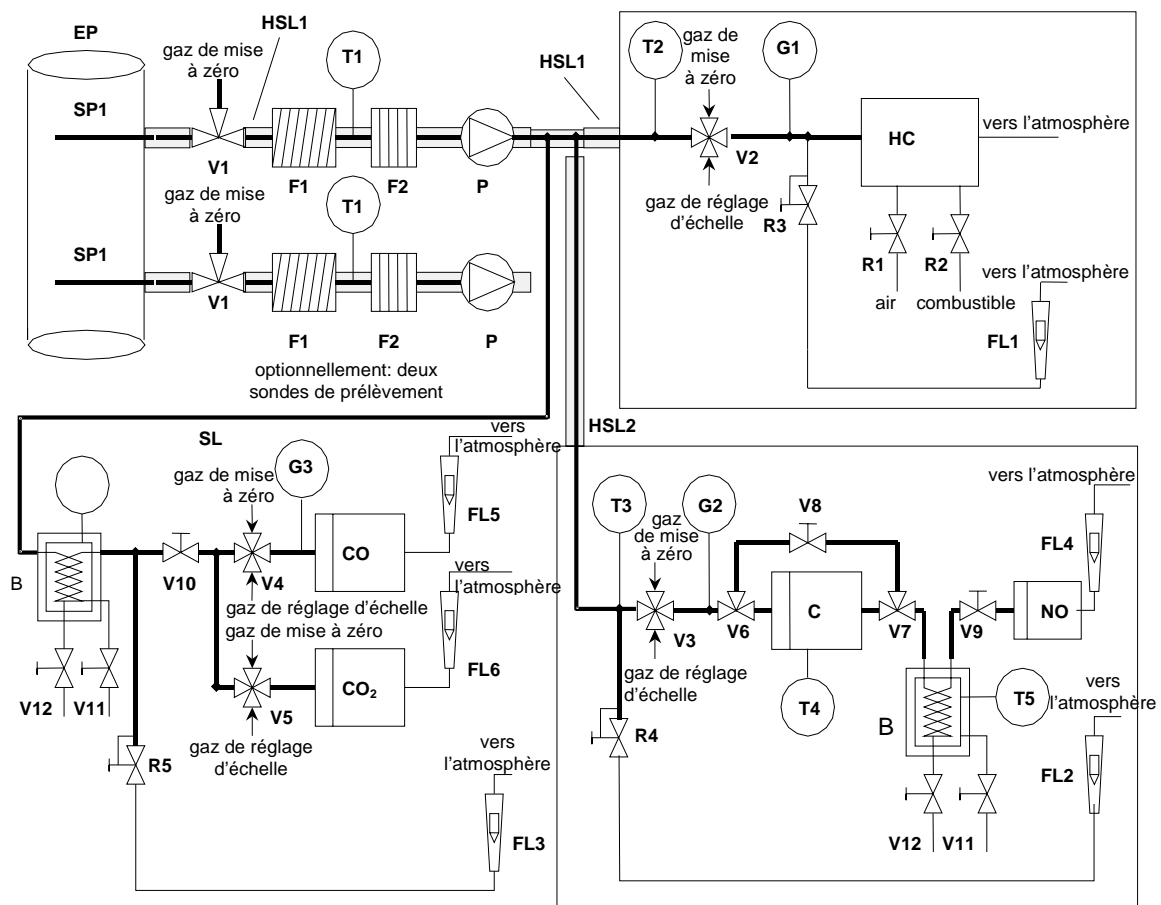 EP
HSL1
gaz de mise
à zéro
T1
SP1
V1
F1
F2
P
gaz de mise
à zéro
T1
SP1
V1
F1
F2
P
optionnellement: deux
sondes de prélèvement
HSL1
T2
gaz de
mise
à zéro
G1
V2
gaz de réglage
d'échelle
HC
vers l'atmosphère
R3
R1
R2
air
combustible
vers l'atmosphère
FL1
HSL2
SL
gaz de mise
à zéro
G3
vers
l'atmosphère
FL5
CO
B
V10
V4
gaz de réglage d'échelle
gaz de mise à zéro
vers
l'atmosphère
FL6
CO2
V12
V11
V5
gaz de réglage
d'échelle
R5
vers
l'atmosphère
FL3
T3
gaz
de mise
à zéro
G2
V8
vers l'atmosphère
FL4
V3
V6
C
V7
V9
NO
gaz de réglage
d'échelle
T4
B
T5
vers
l'atmosphère
R4
FL2
V12
V11